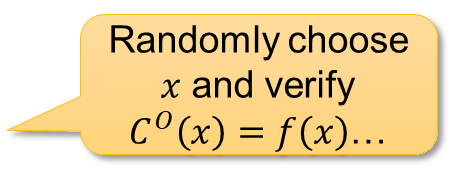 Randomly choose
x and verify
C^O(x) = f(x)…